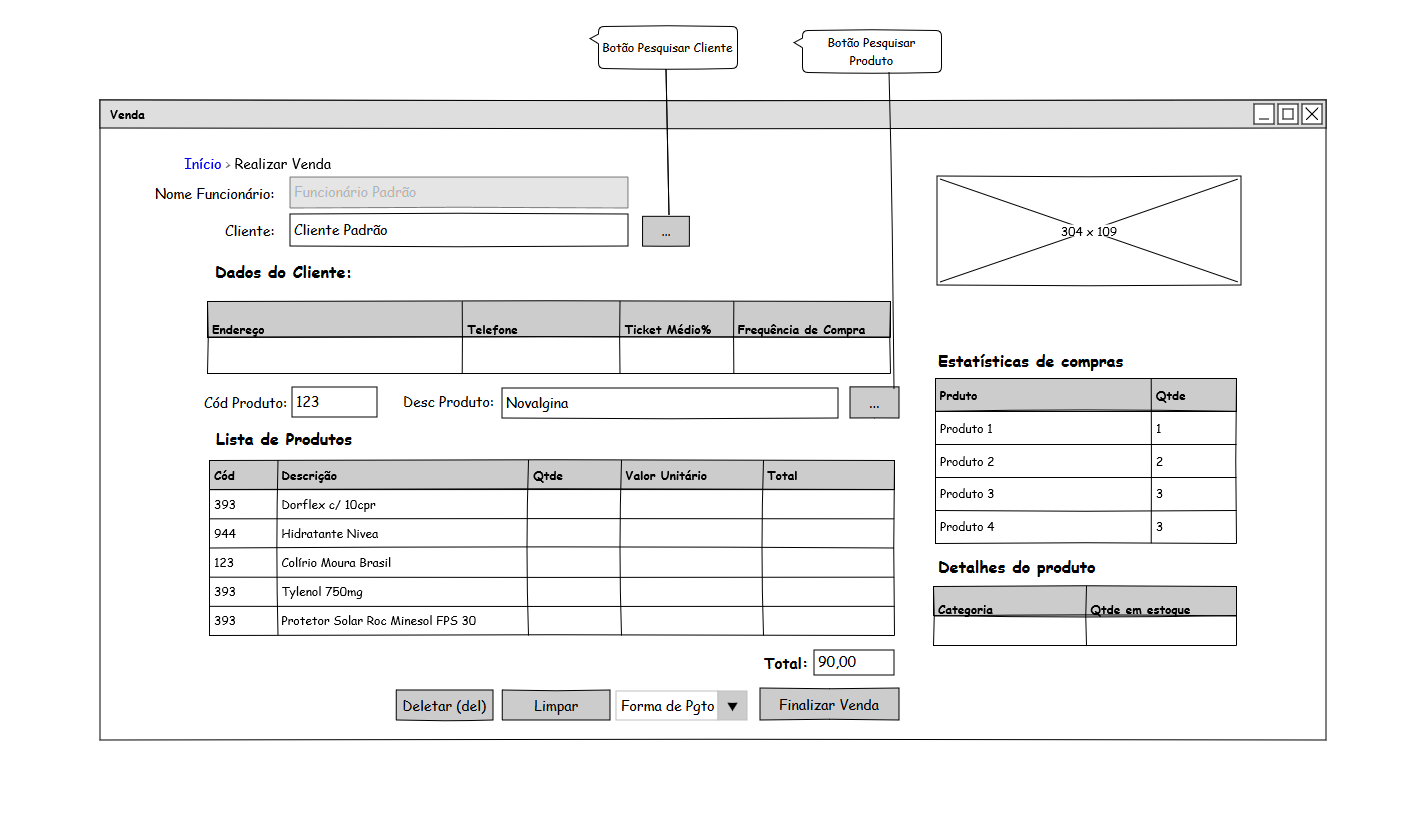 Botão Pesquisar Cliente
Botão Pesquisar
Produto
Venda
Início > Realizar Venda
Nome Funcionário: Funcionário Padrão
Cliente: Cliente Padrão ...
304 x 109
Dados do Cliente:
Endereço Telefone Ticket Médio% Frequência de Compra
Estatísticas de compras
Prduto Qtde
Produto 1 1
Produto 2 2
Produto 3 3
Produto 4 3
Cód Produto: 123 Desc Produto: Novalgina ...
Lista de Produtos
Cód Descrição Qtde Valor Unitário Total
393 Dorflex c/ 10cpr
944 Hidratante Nivea
123 Colírio Moura Brasil
393 Tylenol 750mg
393 Protetor Solar Roc Minesol FPS 30
Detalhes do produto
Categoria Qtde em estoque
Total: 90,00
Deletar (del) Limpar Forma de Pgto ▼ Finalizar Venda